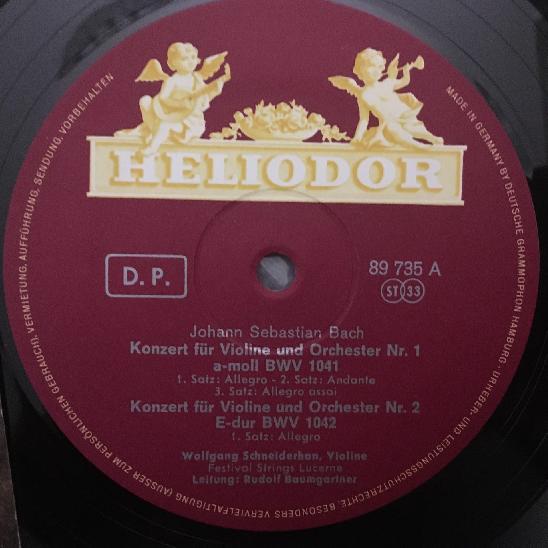 HELIODOR
D. P.
89 735 A
ST 33
Johann Sebastian Bach
Konzert für Violine und Orchester Nr. 1
a-moll BWV 1041
1. Satz: Allegro - 2. Satz: Andante
3. Satz: Allegro assai
Konzert für Violine und Orchester Nr. 2
E-dur BWV 1042
1. Satz: Allegro
Wolfgang Schneiderhan, Violine
Festival Strings Lucerne
Leitung: Rudolf Baumgartner
MADE IN GERMANY BY DEUTSCHE GRAMMOPHON HAMBURG · URHEBER- UND LEISTUNGSSCHUTZRECHTE, BESONDERS VERVIELFÄLTIGUNG (AUSSER ZUM PERSÖNLICHEN GEBRAUCH), VERMIETUNG, AUFFÜHRUNG, SENDUNG, VORBEHALTEN